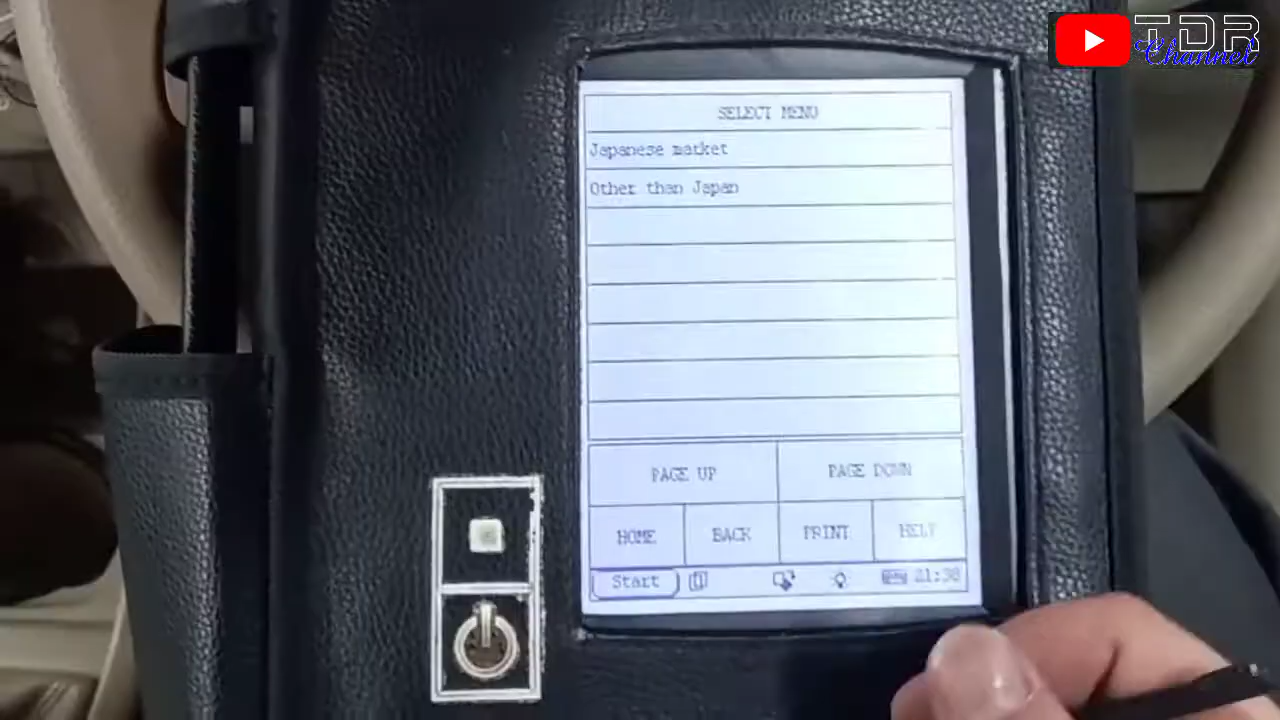 TDR
Channel
SELECT MENU
Japanese market
Other than Japan
PAGE UP
PAGE DOWN
HOME
BACK
PRINT
HELP
Start
21:38